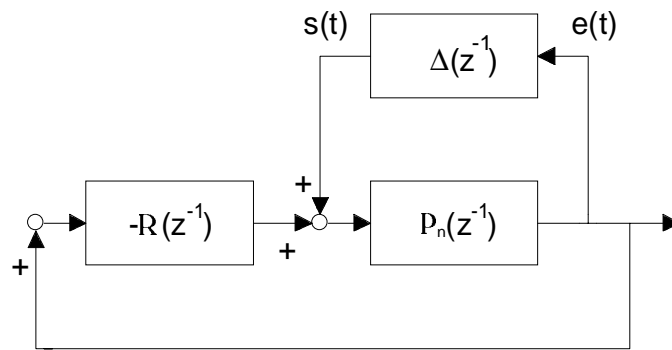 s(t)
e(t)
Δ(z⁻¹)
+
+
+
-R(z⁻¹)
Pₙ(z⁻¹)